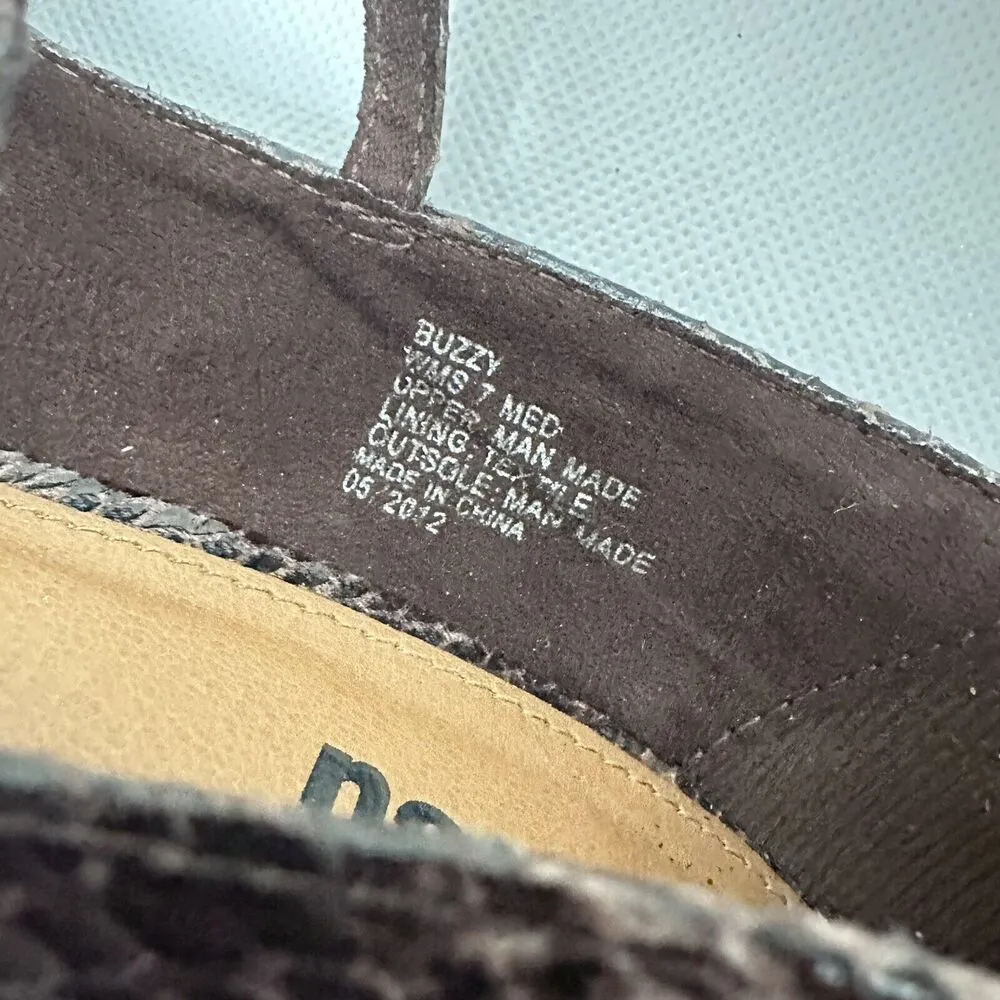 BUZZY
WMS 7 MED
UPPER: MAN MADE
LINING: TEXTILE
OUTSOLE: MAN MADE
MADE IN CHINA
05/2012